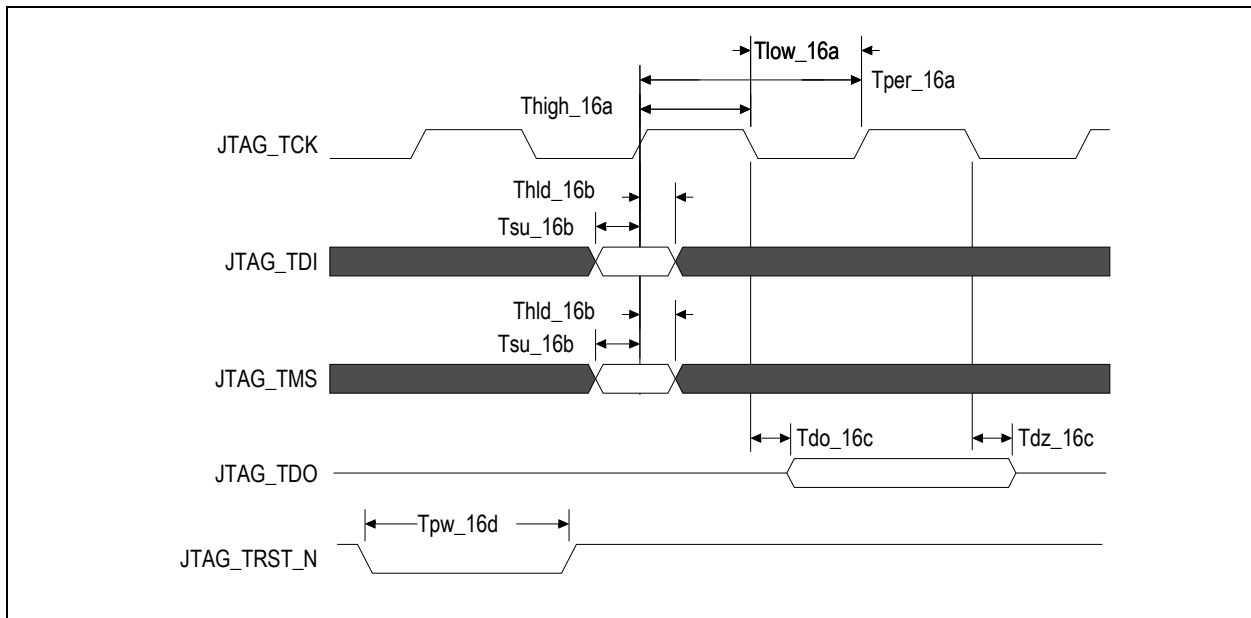 Tlow_16a
Tper_16a
Thigh_16a
JTAG_TCK
Thld_16b
Tsu_16b
JTAG_TDI
Thld_16b
Tsu_16b
JTAG_TMS
Tdo_16c
Tdz_16c
JTAG_TDO
Tpw_16d
JTAG_TRST_N